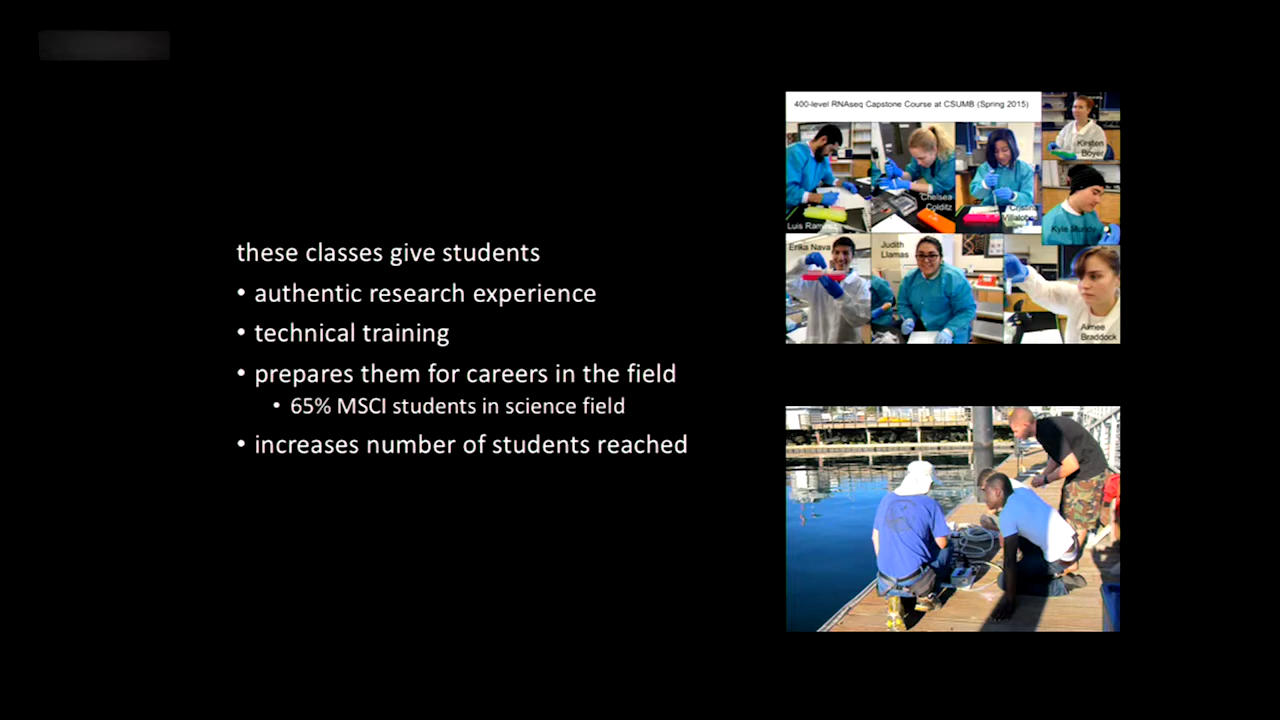 these classes give students
• authentic research experience
• technical training
• prepares them for careers in the field
• 65% MSCI students in science field
• increases number of students reached
400-level RNAseq Capstone Course at CSUMB (Spring 2015)
Kirsten
Boyer
Chelsea
Colditz
Villalobos
Luis Ramirez
Kyle Mundy
Erika Nava
Judith
Llamas
Aimee
Braddock